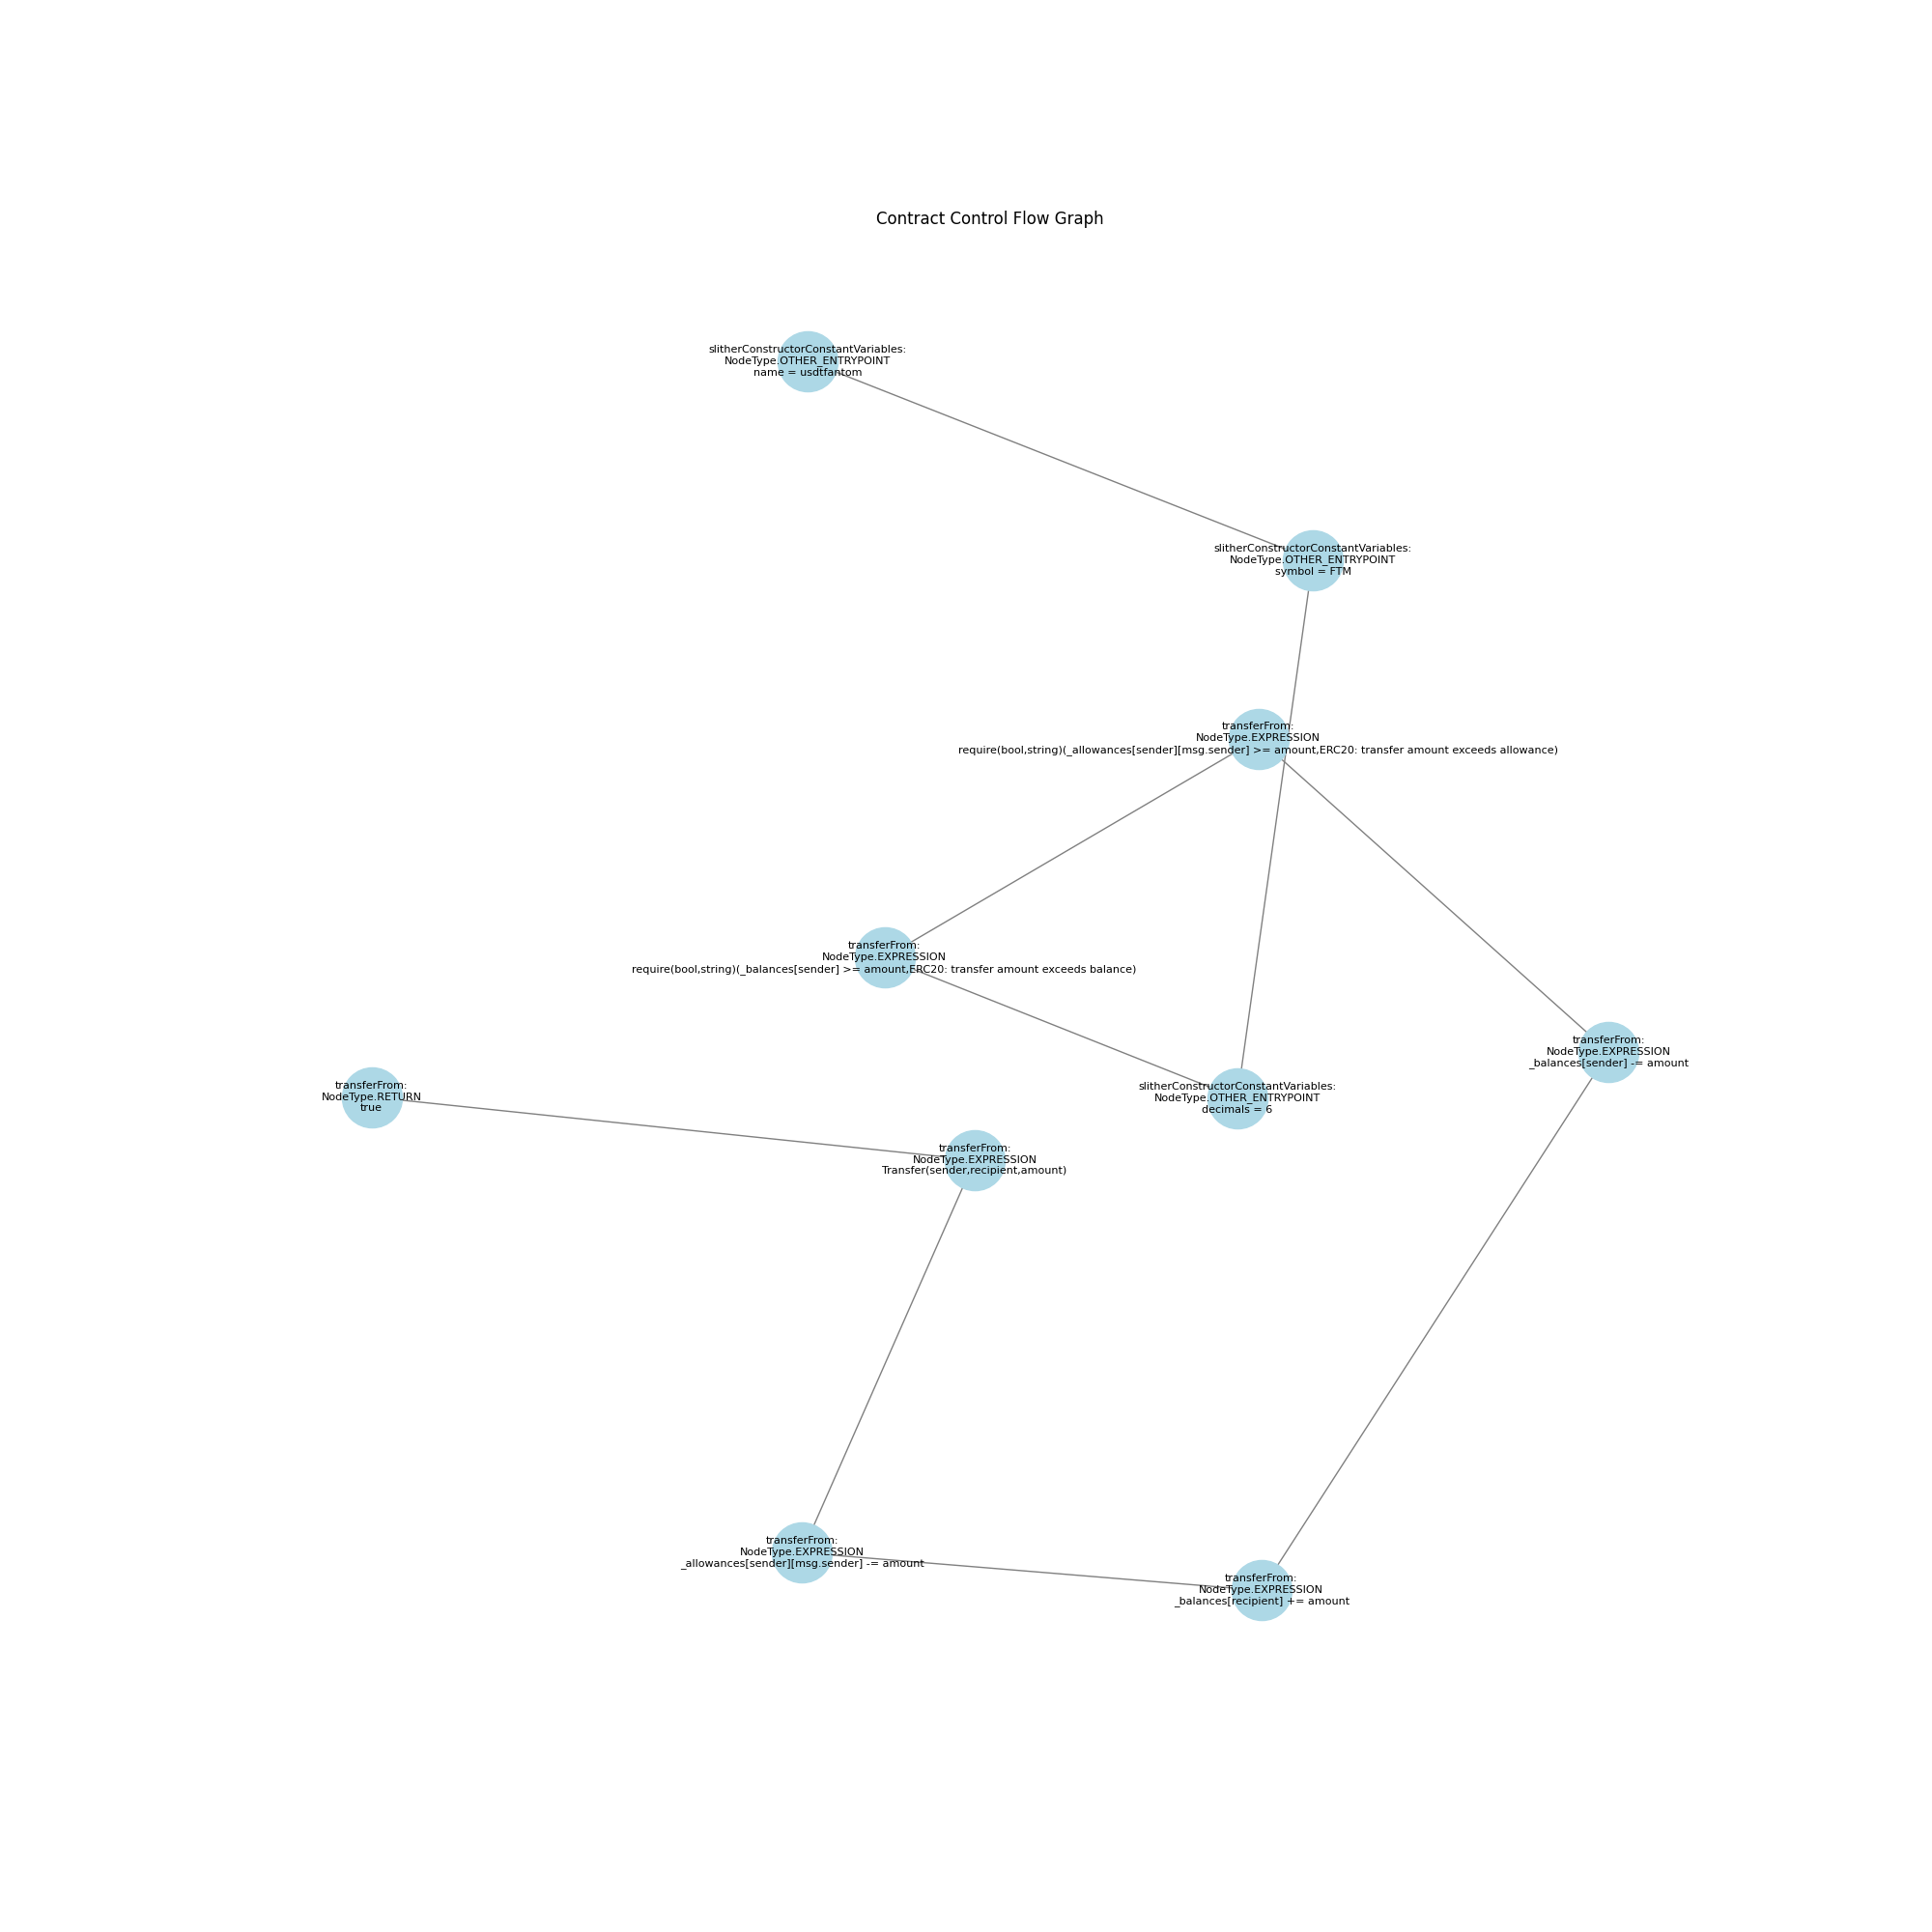 Contract Control Flow Graph
slitherConstructorConstantVariables:
NodeType.OTHER_ENTRYPOINT
name = usdtfantom
slitherConstructorConstantVariables:
NodeType.OTHER_ENTRYPOINT
symbol = FTM
transferFrom:
NodeType.EXPRESSION
require(bool,string)(_allowances[sender][msg.sender] >= amount,ERC20: transfer amount exceeds allowance)
transferFrom:
NodeType.EXPRESSION
require(bool,string)(_balances[sender] >= amount,ERC20: transfer amount exceeds balance)
transferFrom:
NodeType.EXPRESSION
_balances[sender] -= amount
transferFrom:
NodeType.RETURN
true
slitherConstructorConstantVariables:
NodeType.OTHER_ENTRYPOINT
decimals = 6
transferFrom:
NodeType.EXPRESSION
Transfer(sender,recipient,amount)
transferFrom:
NodeType.EXPRESSION
_allowances[sender][msg.sender] -= amount
transferFrom:
NodeType.EXPRESSION
_balances[recipient] += amount